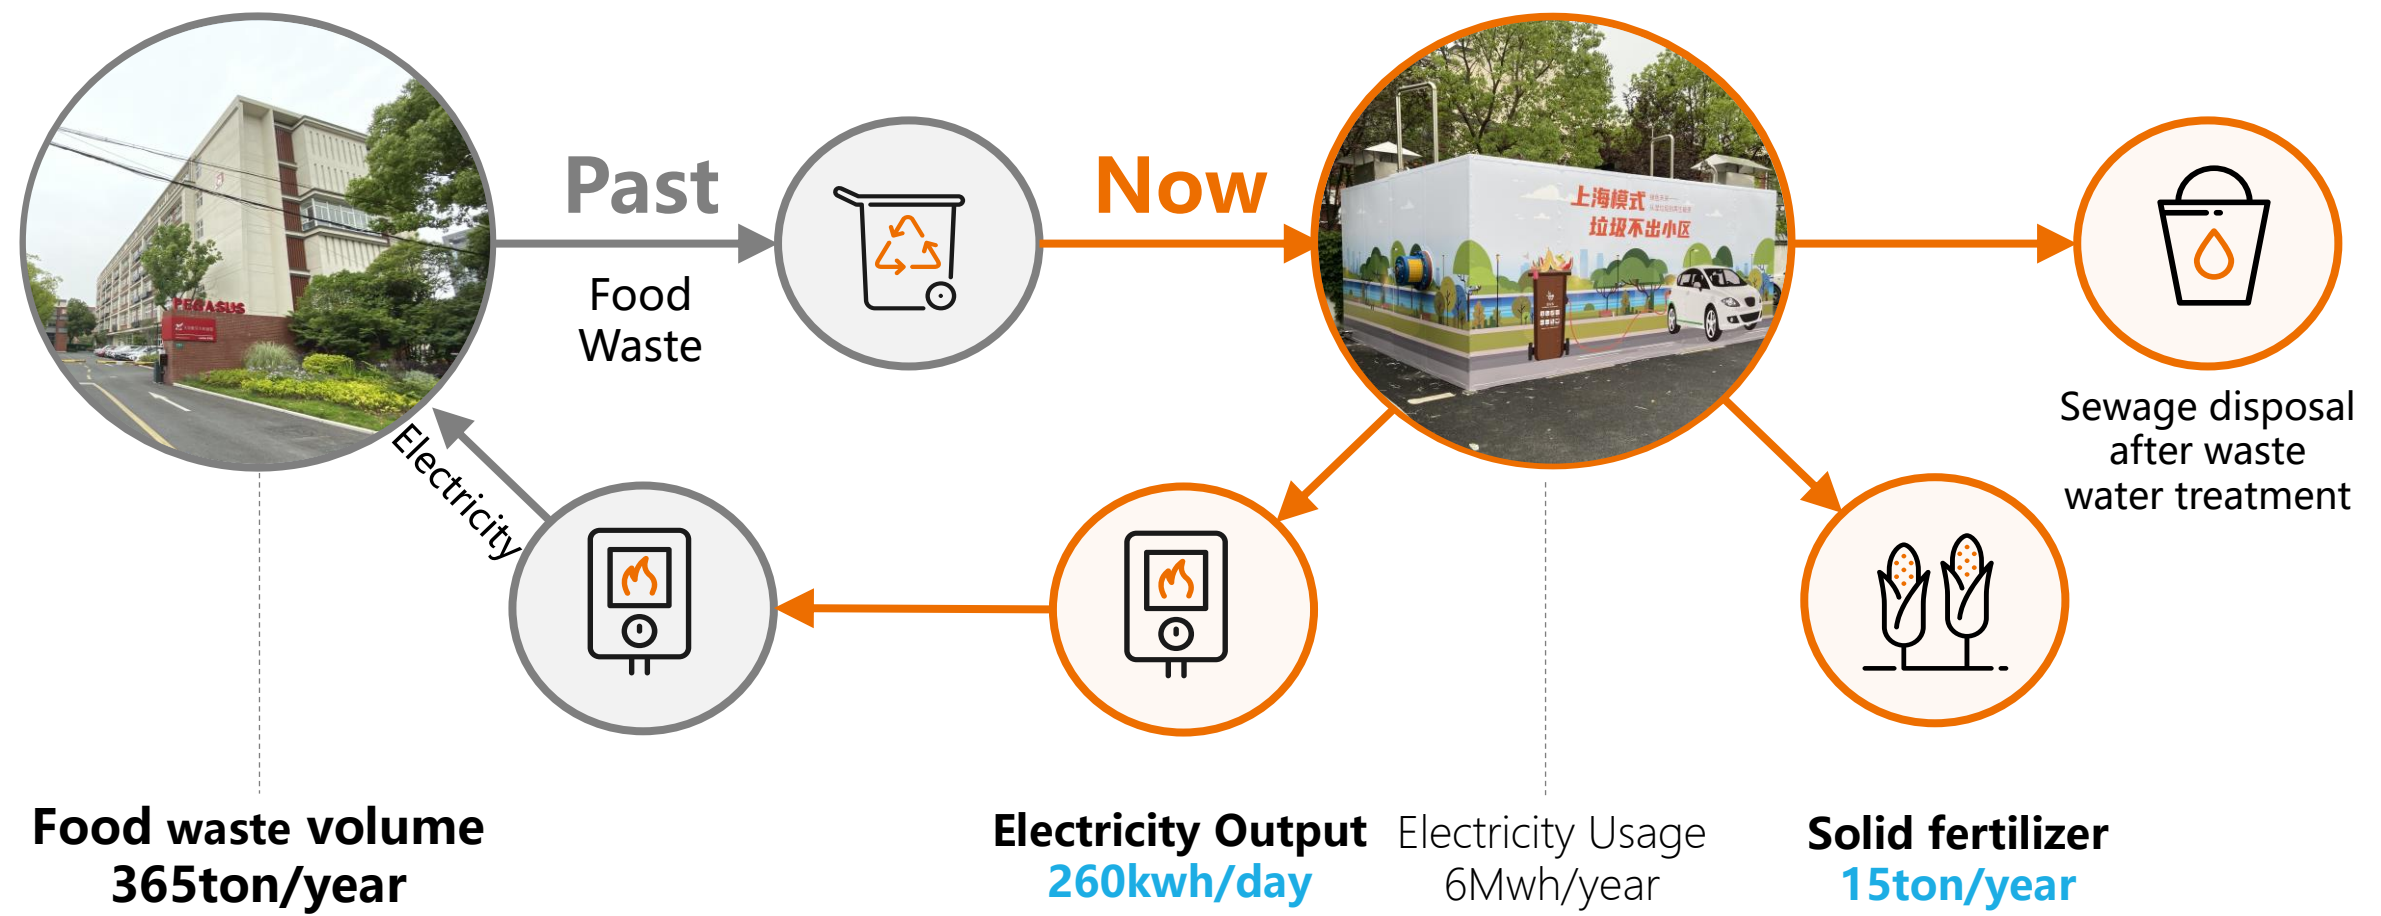 Past
Food
Waste
Now
PEGASUS
上海模式
垃圾不出小区
Electricity
Sewage disposal
after waste
water treatment
Food waste volume
365ton/year
Electricity Output
260kwh/day
Electricity Usage
6Mwh/year
Solid fertilizer
15ton/year